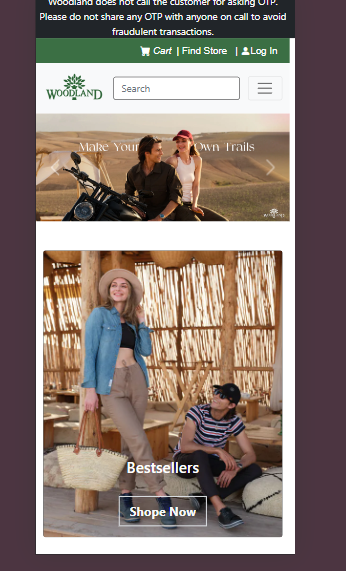 Woodland does not call the customer for asking OTP.
Please do not share any OTP with anyone on call to avoid
fraudulent transactions.
Cart | Find Store | Log In
WOODLAND
Search
Make Your Own Trails
Bestsellers
Shope Now